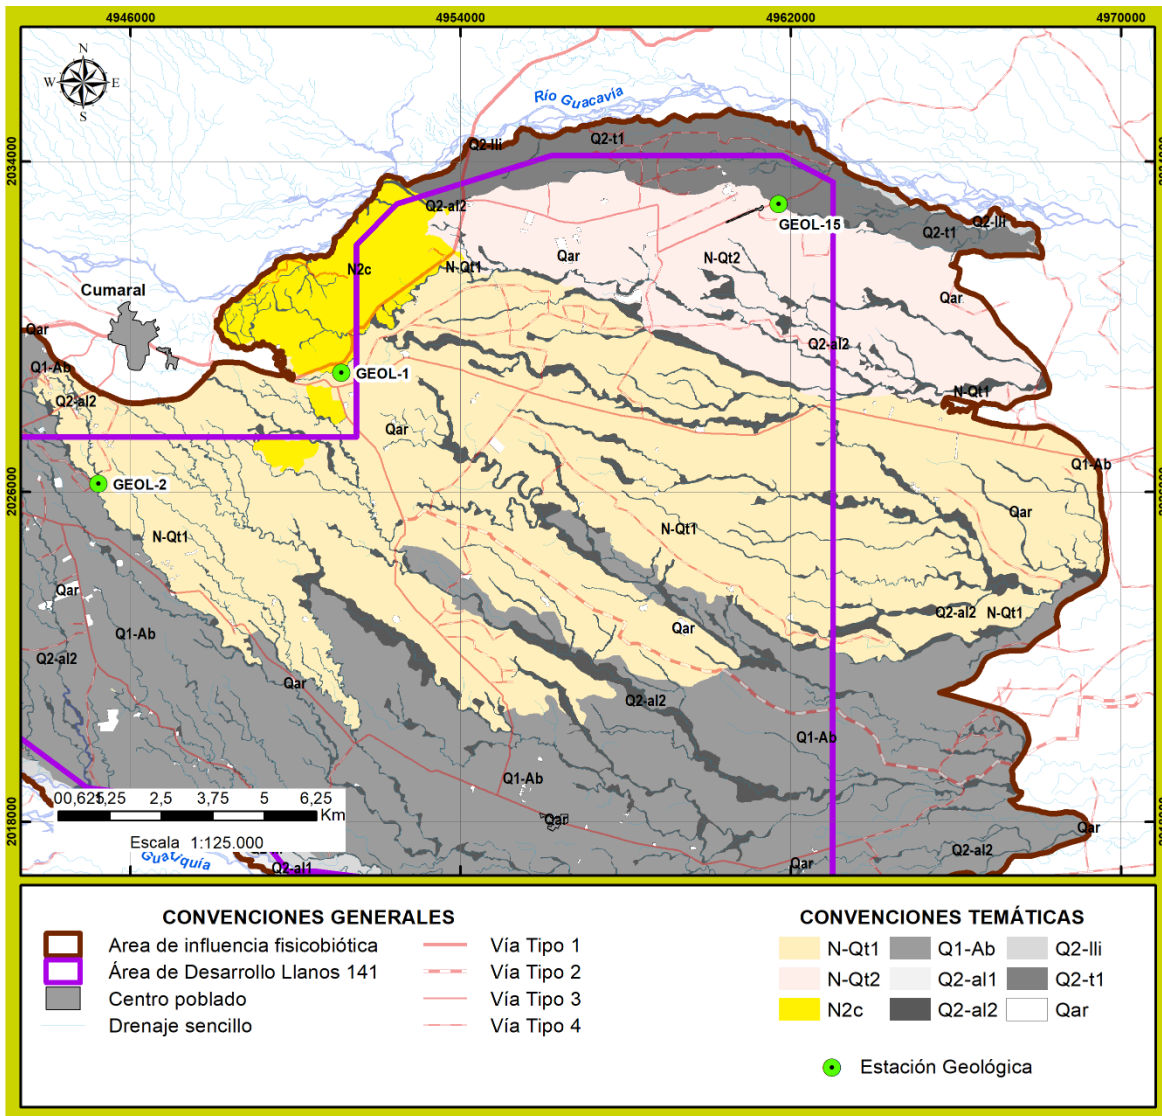 4946000 4954000 4962000 4970000
N
W E
S
Río Guacavía
Q2-lli Q2-t1
2034000
Q2-al2
GEOL-15
Q2-lli
Q2-t1
N2c N-Qt1 Qar N-Qt2
Cumaral
Qar
Qar
Q2-al2
Q1-Ab
GEOL-1
Q2-al2
N-Qt1
Qar
Q1-Ab
GEOL-2
2026000
Qar
N-Qt1
N-Qt1
Qar
Q2-al2 N-Qt1
Qar
Q1-Ab
Q2-al2
Qar
Q2-al2
Q1-Ab
Q1-Ab
00,6251,25 2,5 3,75 5 6,25
Km
2018000
Qar
Qar
Escala 1:125.000
Guatiquía
Q2-al1
Qar
Q2-al2
CONVENCIONES GENERALES
Area de influencia fisicobiótica
Área de Desarrollo Llanos 141
Centro poblado
Drenaje sencillo
Vía Tipo 1
Vía Tipo 2
Vía Tipo 3
Vía Tipo 4
CONVENCIONES TEMÁTICAS
N-Qt1 Q1-Ab Q2-lli
N-Qt2 Q2-al1 Q2-t1
N2c Q2-al2 Qar
Estación Geológica